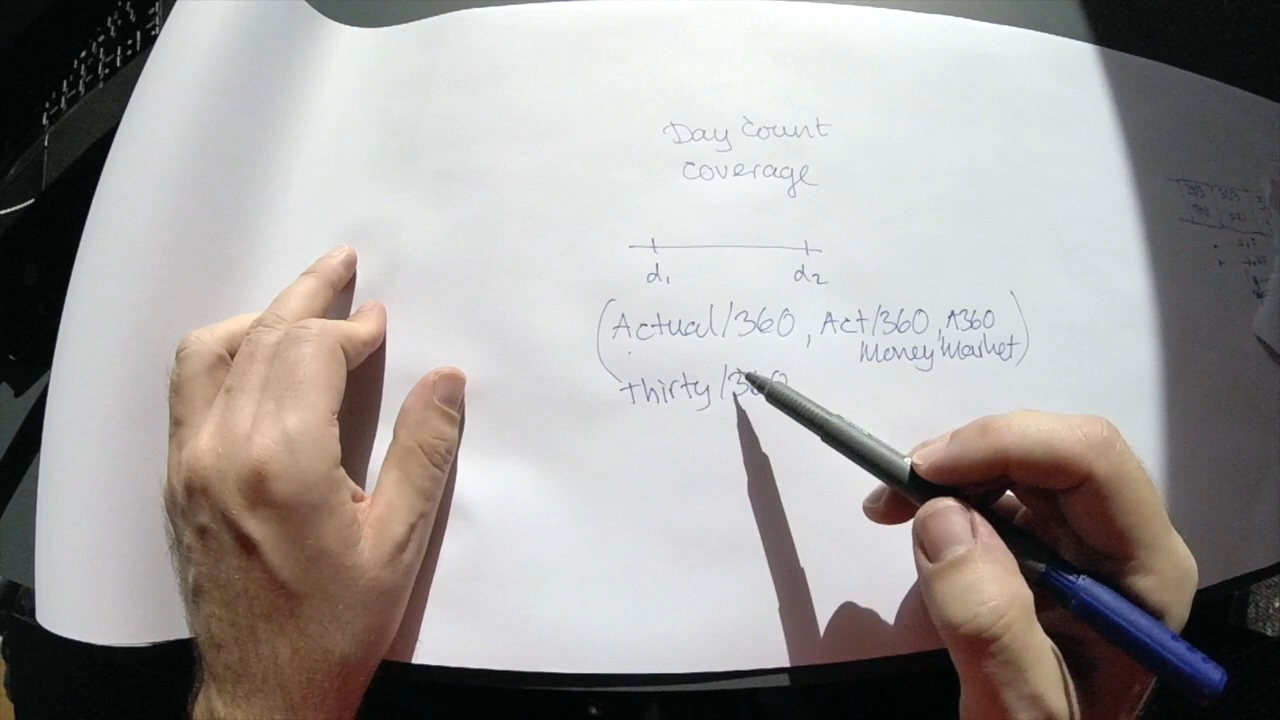 Day Count
coverage
d1 d2
(Actual/360, Act/360, A360
Money Market)
Thirty/360